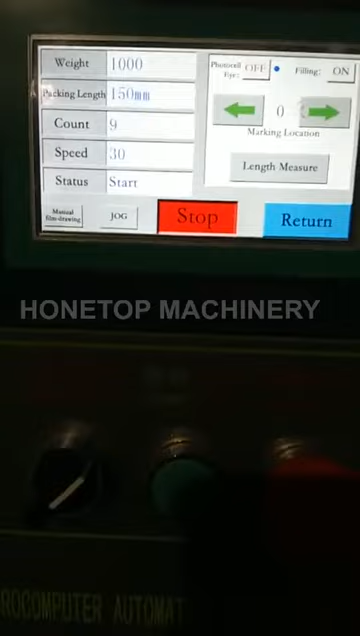 Weight 1000
Packing Length 150mm
Count 9
Speed 30
Status Start
Photocell Eye: OFF Filling: ON
0
Marking Location
Length Measure
Manual film-drawing JOG Stop Return
HONETOP MACHINERY
ROCOMPUTER AUTOMAT